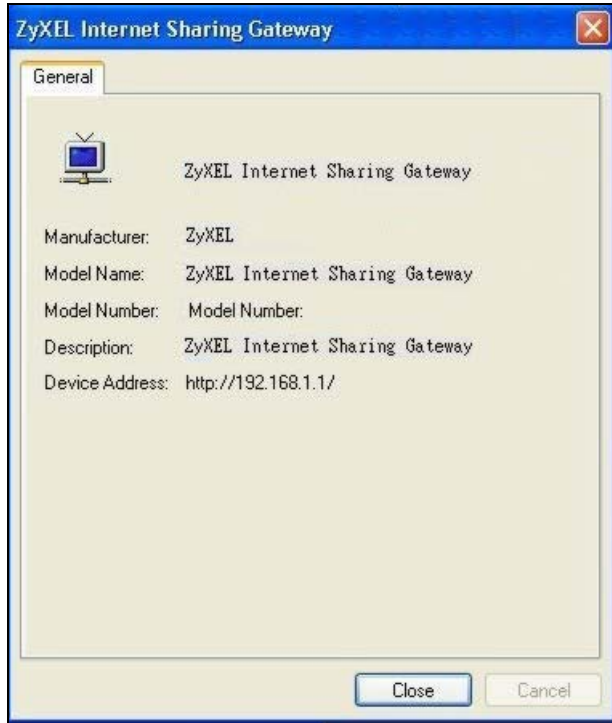 ZyXEL Internet Sharing Gateway
General
ZyXEL Internet Sharing Gateway
Manufacturer: ZyXEL
Model Name: ZyXEL Internet Sharing Gateway
Model Number: Model Number:
Description: ZyXEL Internet Sharing Gateway
Device Address: http://192.168.1.1/
Close Cancel